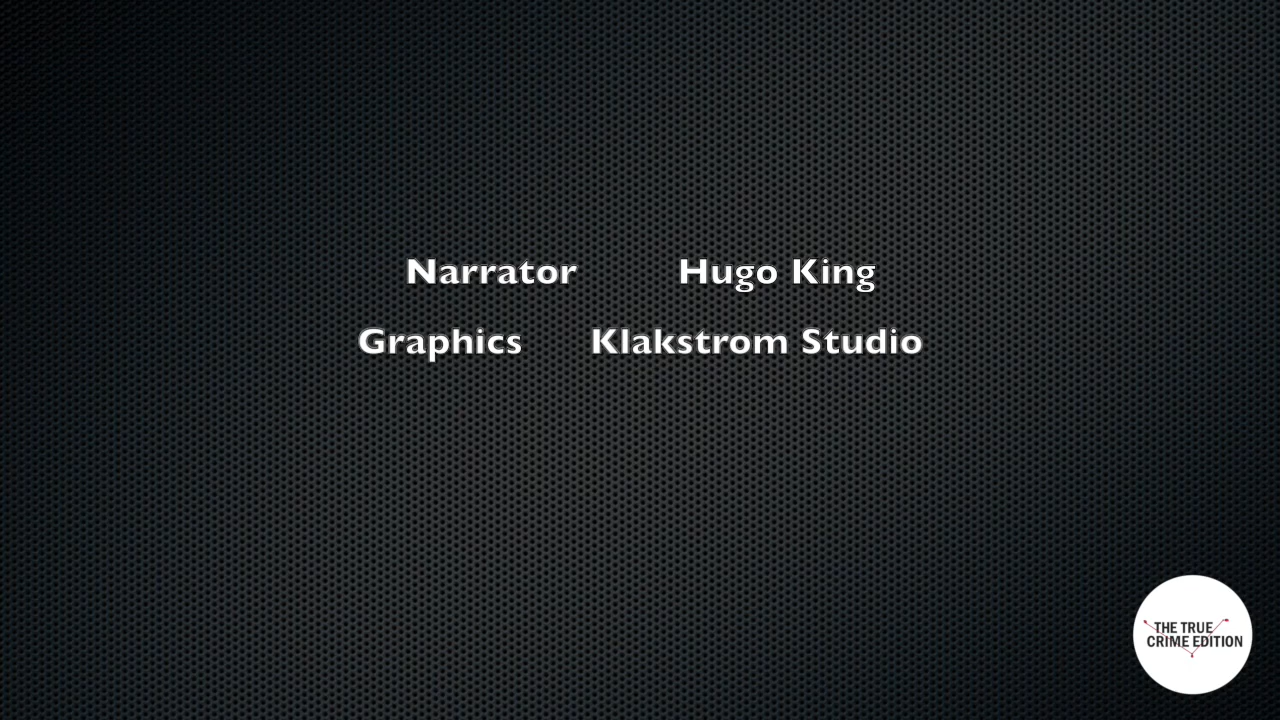 Narrator Hugo King
Graphics Klakstrom Studio
THE TRUE
CRIME EDITION